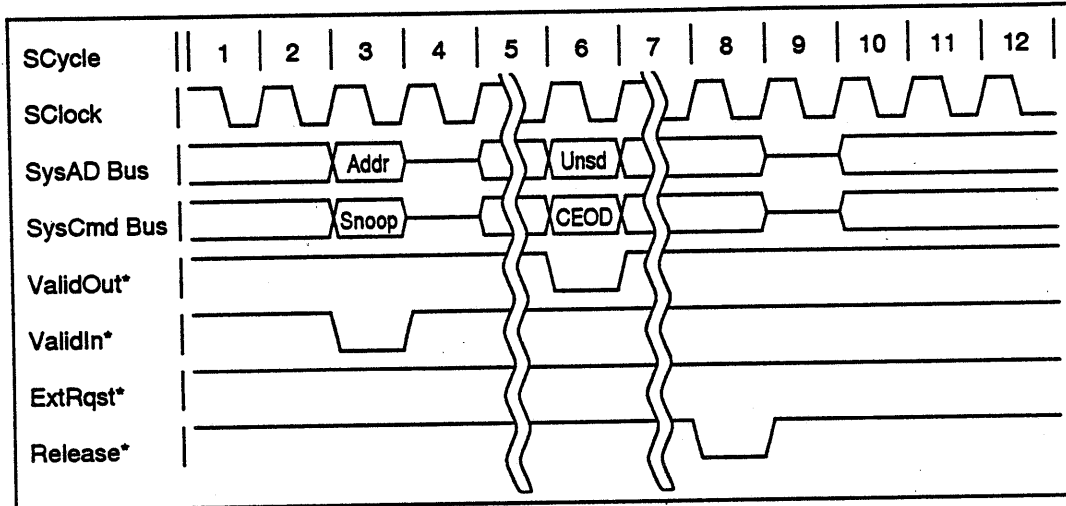 SCycle 1 2 3 4 5 6 7 8 9 10 11 12
SClock
SysAD Bus Addr Unsd
SysCmd Bus Snoop CEOD
ValidOut*
ValidIn*
ExtRqst*
Release*